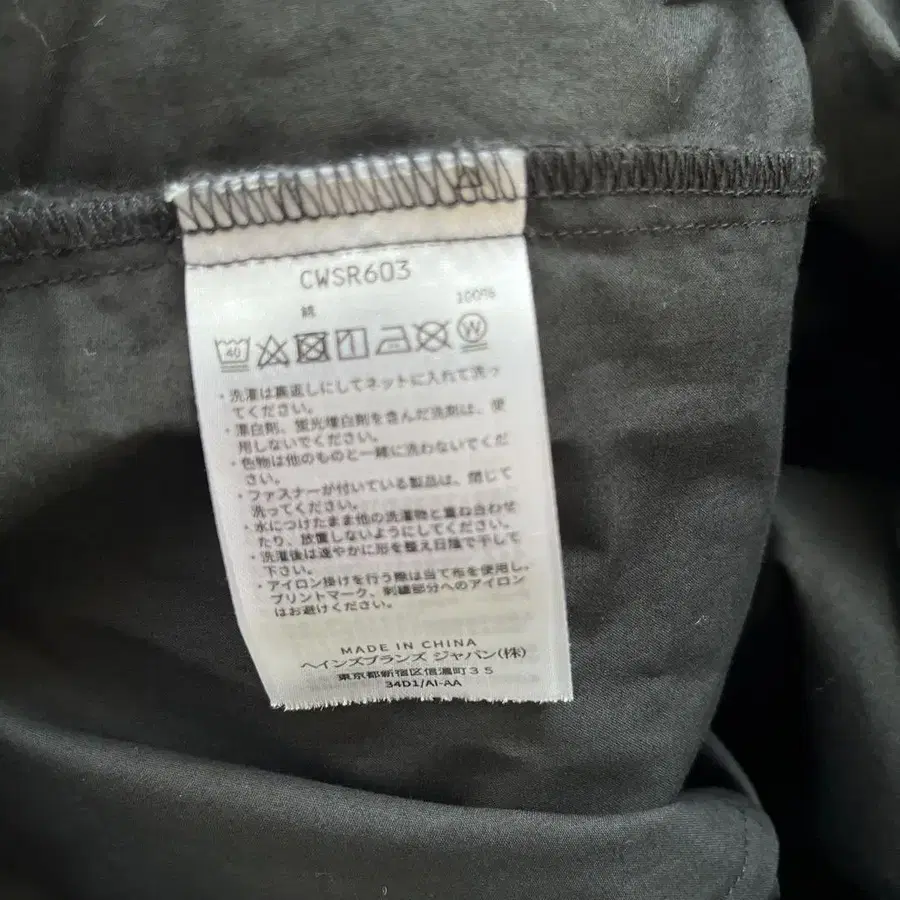 CWSR603
綿 100%
40 W
・洗濯は裏返しにしてネットに入れて洗っ
てください。
・漂白剤、蛍光増白剤を含んだ洗剤は、使
用しないでください。
・色物は他のものと一緒に洗わないでくだ
さい。
・ファスナーが付いている製品は、閉じて
洗ってください。
・水につけたまま他の洗濯物と重ね合わせ
たり、放置しないようにしてください。
・洗濯後は速やかに形を整え日陰で干して
下さい。
・アイロン掛けを行う際は当て布を使用し、
プリントマーク、刺繍部分へのアイロン
はお避けください。
MADE IN CHINA
ヘインズブランズ ジャパン(株)
東京都新宿区信濃町35
34D1/AI-AA